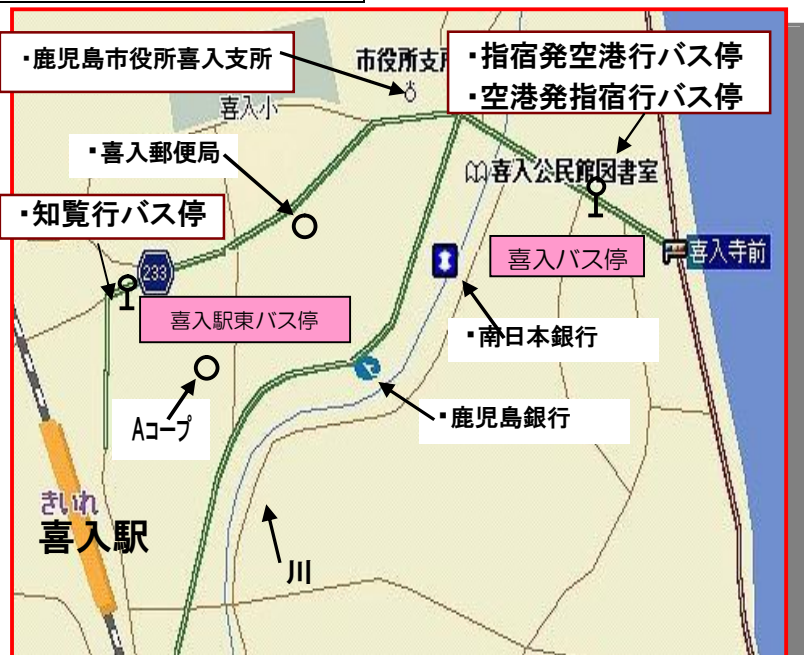 ・鹿児島市役所喜入支所
市役所支
・指宿発空港行バス停
・空港発指宿行バス停
喜入小
・喜入郵便局
喜入公民館図書室
・知覧行バス停
233
喜入駅東バス停
喜入バス停
喜入寺前
・南日本銀行
Aコープ
・鹿児島銀行
きいれ
喜入駅
川